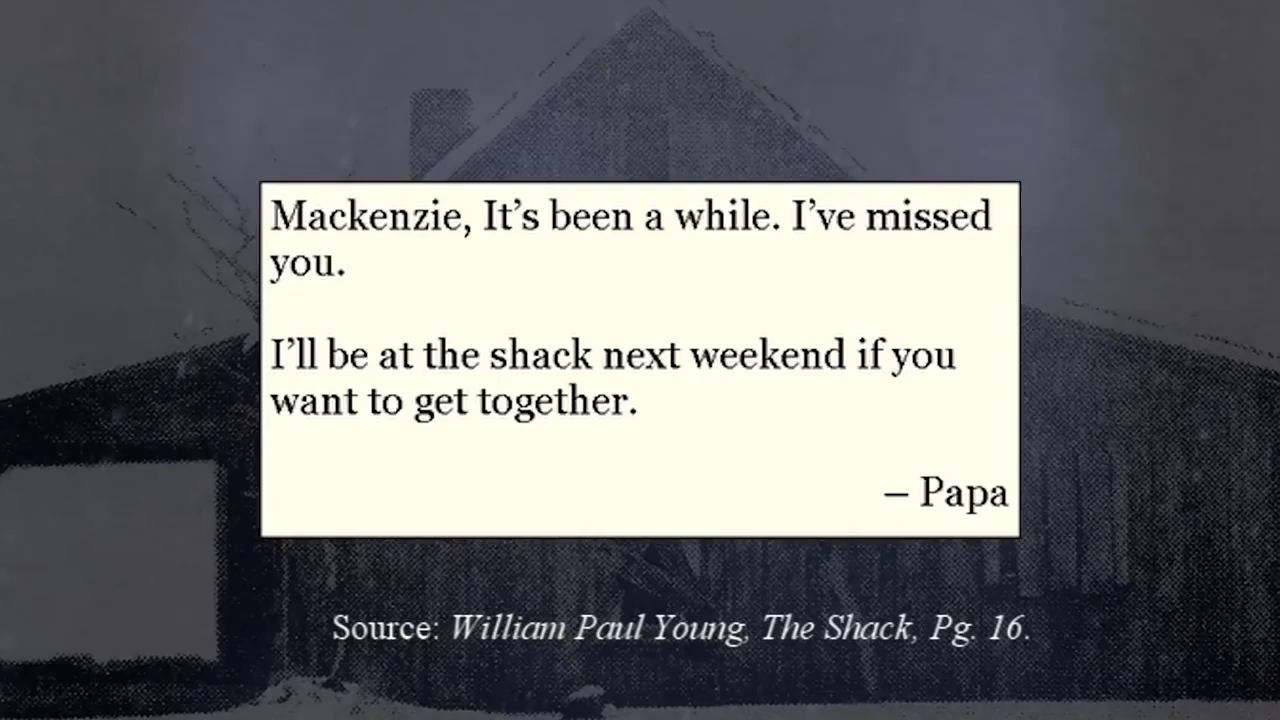 Mackenzie, It’s been a while. I’ve missed
you.
I’ll be at the shack next weekend if you
want to get together.
– Papa
Source: William Paul Young, The Shack, Pg. 16.